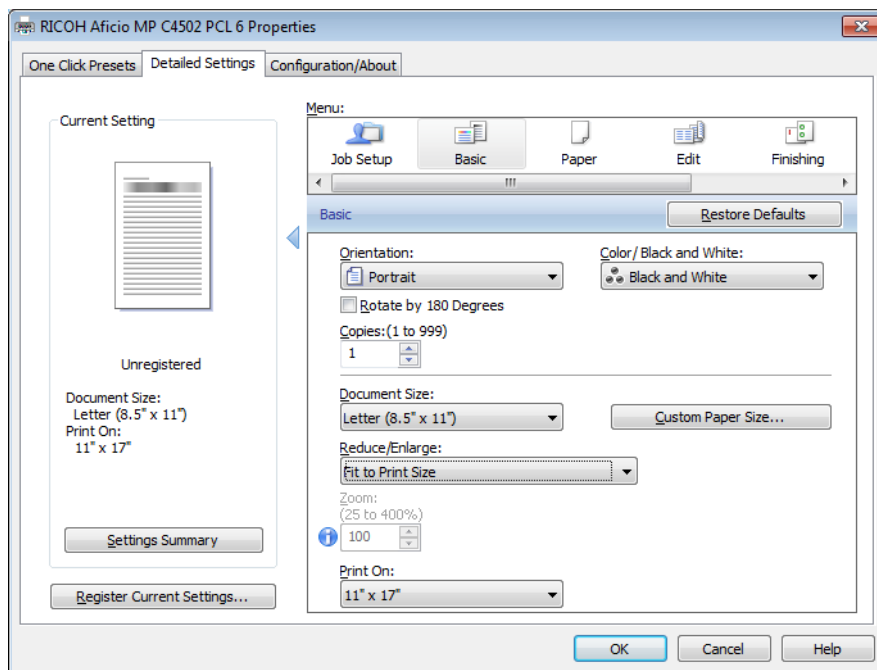 RICOH Aficio MP C4502 PCL 6 Properties
One Click Presets Detailed Settings Configuration/About
Current Setting
Unregistered
Document Size:
Letter (8.5" x 11")
Print On:
11" x 17"
Settings Summary
Register Current Settings...
Menu:
Job Setup Basic Paper Edit Finishing
Basic Restore Defaults
Orientation: Color/ Black and White:
Portrait Black and White
Rotate by 180 Degrees
Copies:(1 to 999)
1
Document Size:
Letter (8.5" x 11") Custom Paper Size...
Reduce/Enlarge:
Fit to Print Size
Zoom:
(25 to 400%)
100
Print On:
11" x 17"
OK Cancel Help